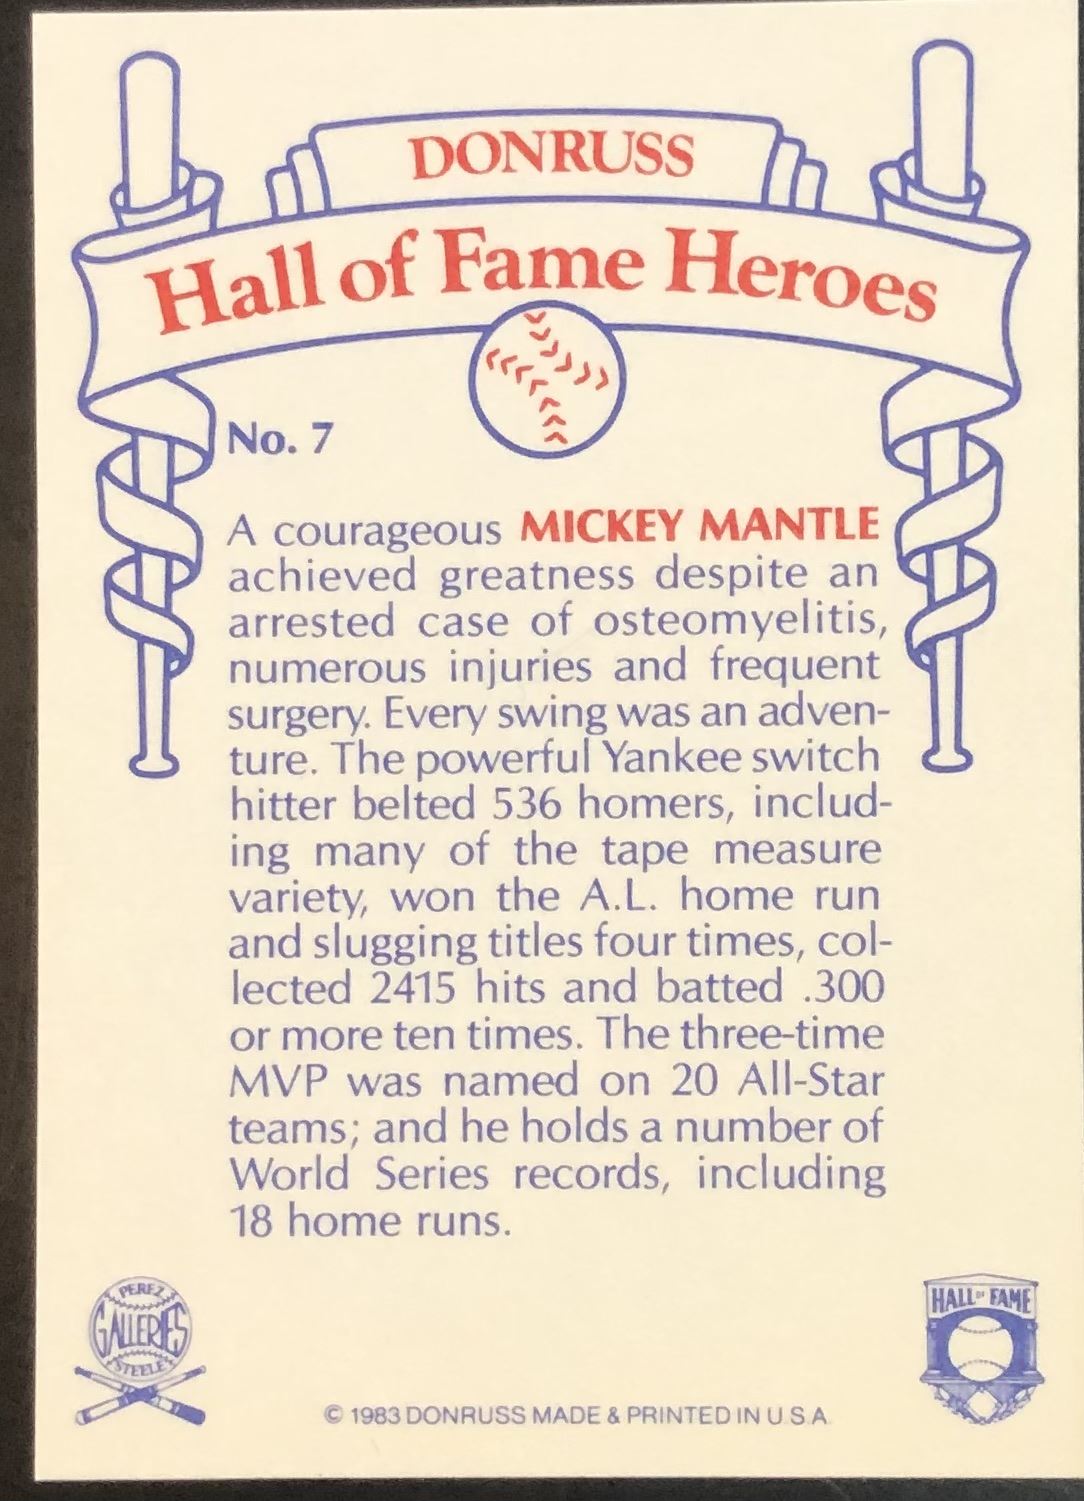 DONRUSS
Hall of Fame Heroes
No. 7
A courageous MICKEY MANTLE
achieved greatness despite an
arrested case of osteomyelitis,
numerous injuries and frequent
surgery. Every swing was an adven-
ture. The powerful Yankee switch
hitter belted 536 homers, includ-
ing many of the tape measure
variety, won the A.L. home run
and slugging titles four times, col-
lected 2415 hits and batted .300
or more ten times. The three-time
MVP was named on 20 All-Star
teams; and he holds a number of
World Series records, including
18 home runs.
PEREZ
GALLERIES
STEELE
HALL OF FAME
© 1983 DONRUSS MADE & PRINTED IN U.S.A.